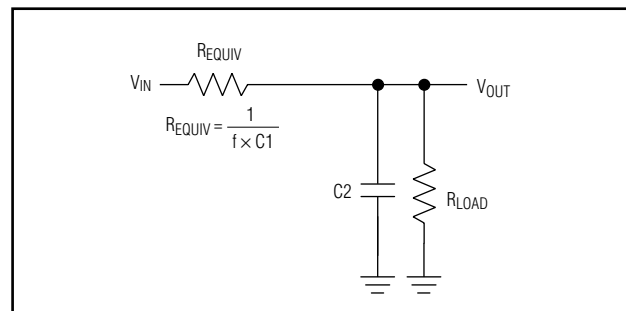 REQUIV
VIN
VOUT
REQUIV = 1
f × C1
C2
RLOAD